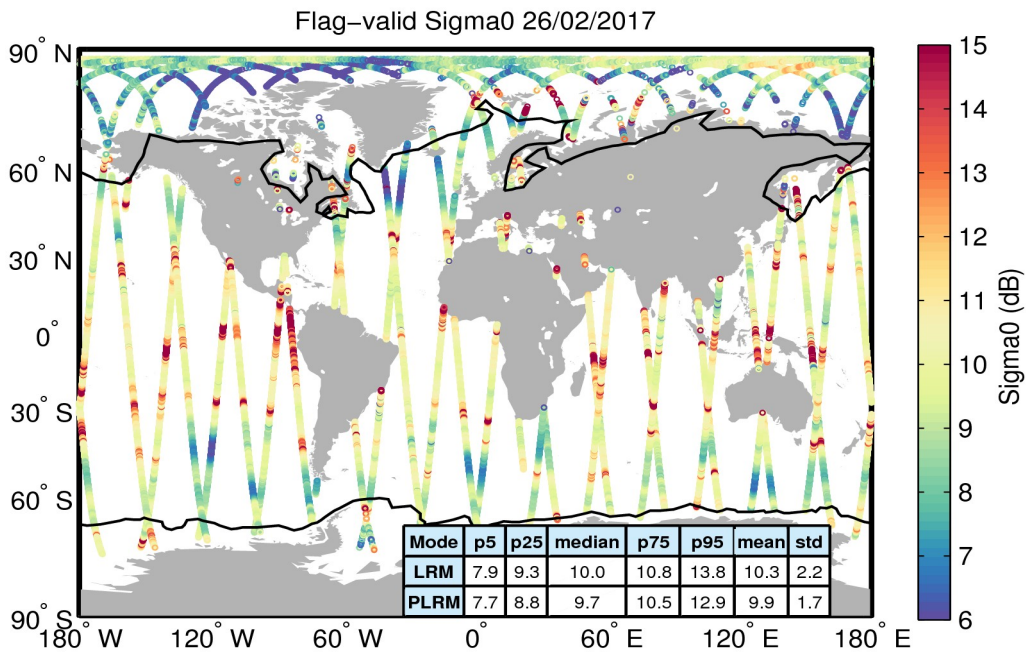 Flag−valid Sigma0 26/02/2017
90° N
60° N
30° N
0°
30° S
60° S
90° S
180° W
120° W
60° W
0°
60° E
120° E
180° E
Mode p5 p25 median p75 p95 mean std
LRM 7.9 9.3 10.0 10.8 13.8 10.3 2.2
PLRM 7.7 8.8 9.7 10.5 12.9 9.9 1.7
15
14
13
12
11
10
9
8
7
6
Sigma0 (dB)